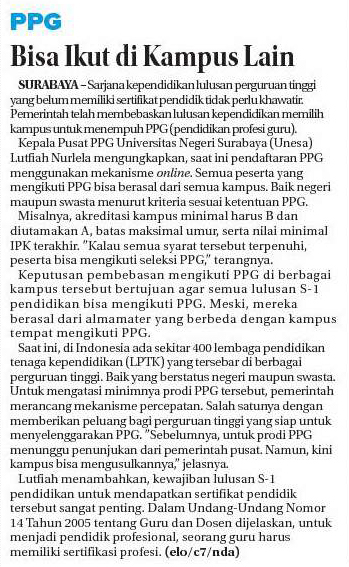 PPG
Bisa Ikut di Kampus Lain
SURABAYA – Sarjana kependidikan lulusan perguruan tinggi
yang belum memiliki sertifikat pendidik tidak perlu khawatir.
Pemerintah telah membebaskan lulusan kependidikan memilih
kampus untuk menempuh PPG (pendidikan profesi guru).
Kepala Pusat PPG Universitas Negeri Surabaya (Unesa)
Lutfiah Nurlela mengungkapkan, saat ini pendaftaran PPG
menggunakan mekanisme online. Semua peserta yang
mengikuti PPG bisa berasal dari semua kampus. Baik negeri
maupun swasta menurut kriteria sesuai ketentuan PPG.
Misalnya, akreditasi kampus minimal harus B dan
diutamakan A, batas maksimal umur, serta nilai minimal
IPK terakhir. "Kalau semua syarat tersebut terpenuhi,
peserta bisa mengikuti seleksi PPG," terangnya.
Keputusan pembebasan mengikuti PPG di berbagai
kampus tersebut bertujuan agar semua lulusan S-1
pendidikan bisa mengikuti PPG. Meski, mereka
berasal dari almamater yang berbeda dengan kampus
tempat mengikuti PPG.
Saat ini, di Indonesia ada sekitar 400 lembaga pendidikan
tenaga kependidikan (LPTK) yang tersebar di berbagai
perguruan tinggi. Baik yang berstatus negeri maupun swasta.
Untuk mengatasi minimnya prodi PPG tersebut, pemerintah
merancang mekanisme percepatan. Salah satunya dengan
memberikan peluang bagi perguruan tinggi yang siap untuk
menyelenggarakan PPG. "Sebelumnya, untuk prodi PPG
menunggu penunjukan dari pemerintah pusat. Namun, kini
kampus bisa mengusulkannya," jelasnya.
Lutfiah menambahkan, kewajiban lulusan S-1
pendidikan untuk mendapatkan sertifikat pendidik
tersebut sangat penting. Dalam Undang-Undang Nomor
14 Tahun 2005 tentang Guru dan Dosen dijelaskan, untuk
menjadi pendidik profesional, seorang guru harus
memiliki sertifikasi profesi. (elo/c7/nda)